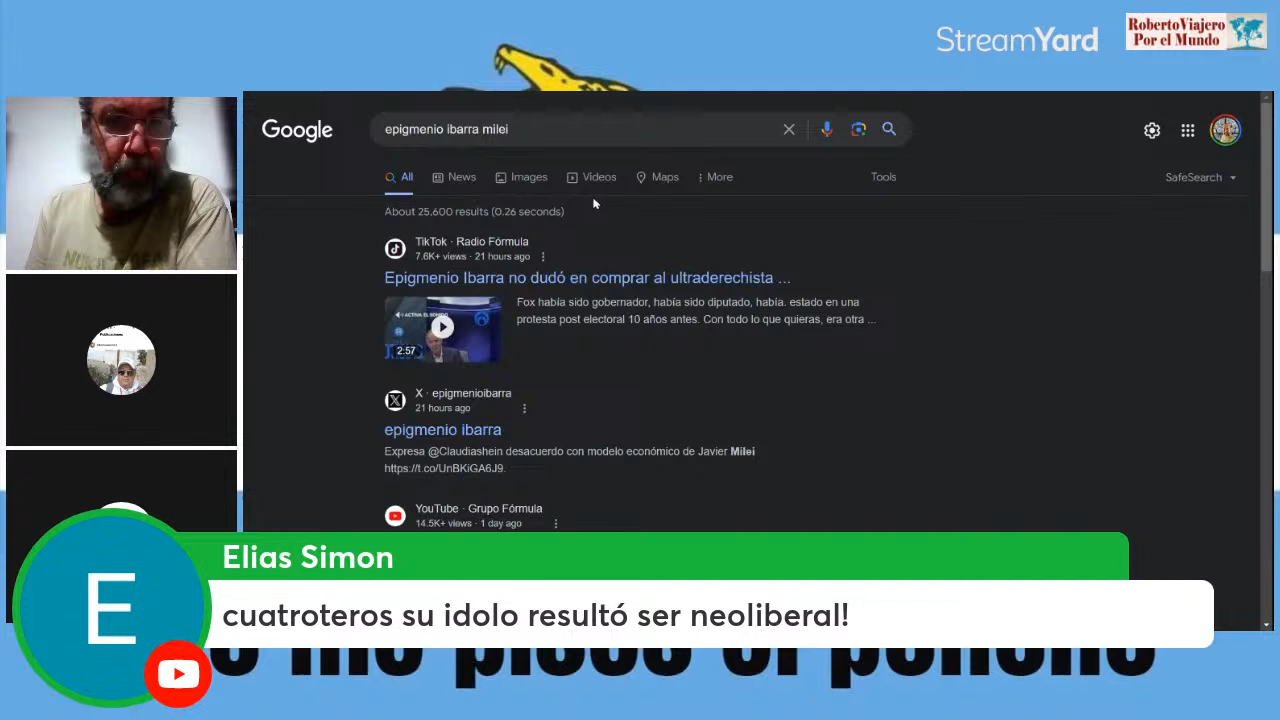 StreamYard
RobertoViajero
Por el Mundo
Google
epigmenio ibarra milei
All
News
Images
Videos
Maps
More
Tools
SafeSearch
About 25,600 results (0.26 seconds)
TikTok · Radio Fórmula
7.6K+ views · 21 hours ago
Epigmenio Ibarra no dudó en comprar al ultraderechista ...
ACTIVA EL SONIDO
2:57
Fox había sido gobernador, había sido diputado, había. estado en una
protesta post electoral 10 años antes. Con todo lo que quieras, era otra ...
X · epigmenioibarra
21 hours ago
epigmenio ibarra
Expresa @Claudiashein desacuerdo con modelo económico de Javier Milei
https://t.co/UnBKiGA6J9.
YouTube · Grupo Fórmula
14.5K+ views · 1 day ago
E
Elias Simon
cuatroteros su idolo resultó ser neoliberal!